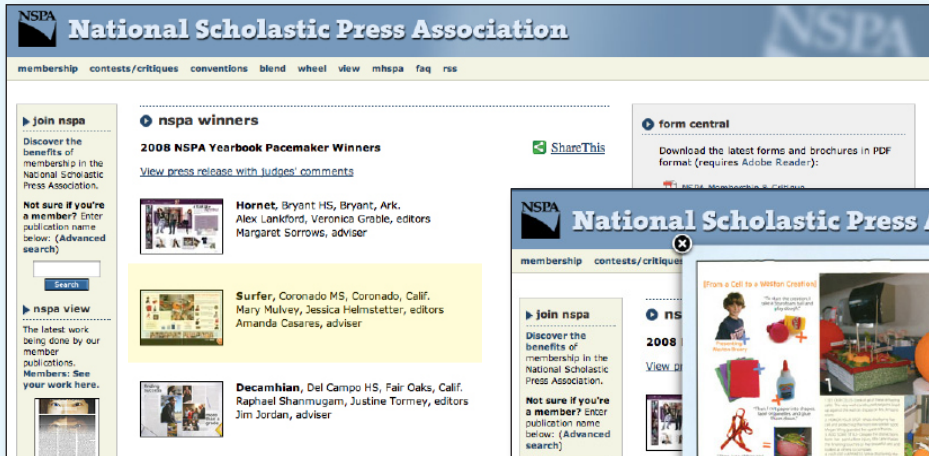 NSPA
National Scholastic Press Association
NSPA
membership contests/critiques conventions blend wheel view mhspa faq rss
join nspa
Discover the
benefits of
membership in the
National Scholastic
Press Association.
Not sure if you're
a member? Enter
publication name
below: (Advanced
search)
Search
nspa view
The latest work
being done by our
member
publications.
Members: See
your work here.
nspa winners
2008 NSPA Yearbook Pacemaker Winners
ShareThis
View press release with judges' comments
Hornet, Bryant HS, Bryant, Ark.
Alex Lankford, Veronica Grable, editors
Margaret Sorrows, adviser
Surfer, Coronado MS, Coronado, Calif.
Mary Mulvey, Jessica Helmstetter, editors
Amanda Casares, adviser
Decamhian, Del Campo HS, Fair Oaks, Calif.
Raphael Shanmugam, Justine Tormey, editors
Jim Jordan, adviser
form central
Download the latest forms and brochures in PDF
format (requires Adobe Reader):
NSPA Membership & Critique
NSPA
National Scholastic Press A
membership contests/critiques
join nspa
Discover the
benefits of
membership in the
National Scholastic
Press Association.
Not sure if you're
a member? Enter
publication name
below: (Advanced
search)
ns
2008
View p
[From a Cell to a Wilkton Creation]